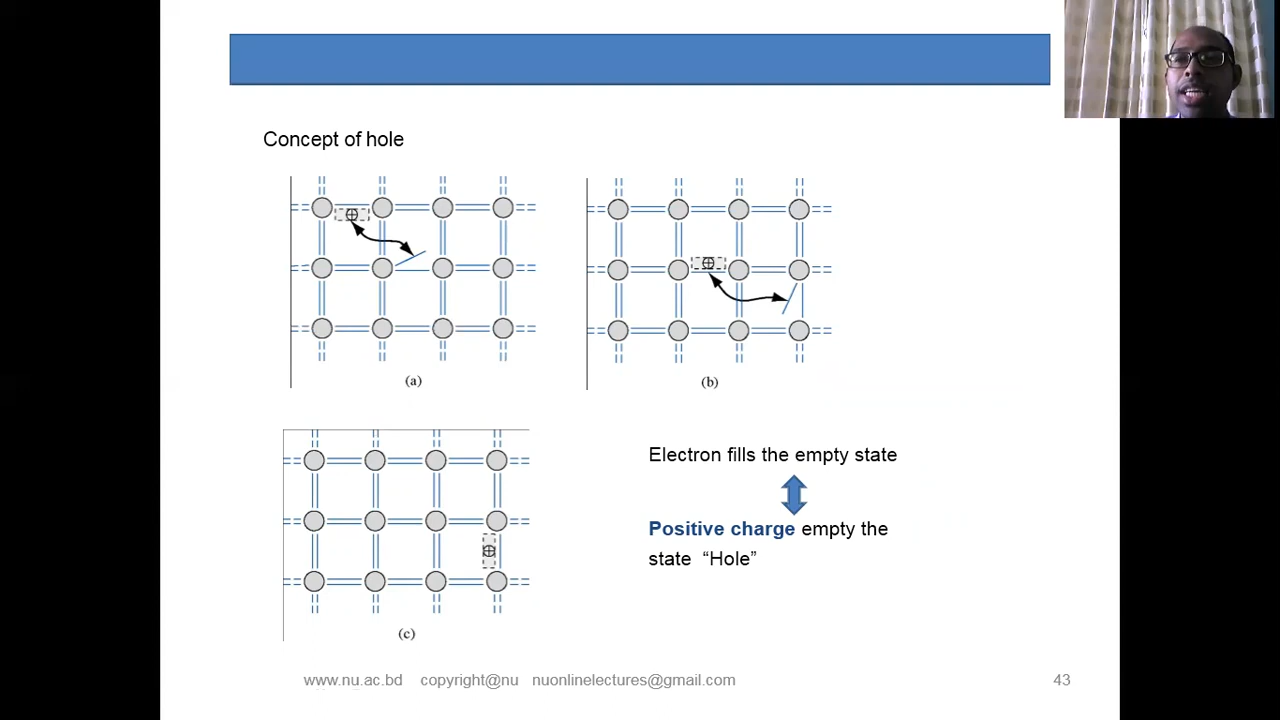 Concept of hole
(a)
(b)
Electron fills the empty state
Positive charge empty the
state “Hole”
(c)
www.nu.ac.bd copyright@nu nuonlinelectures@gmail.com 43